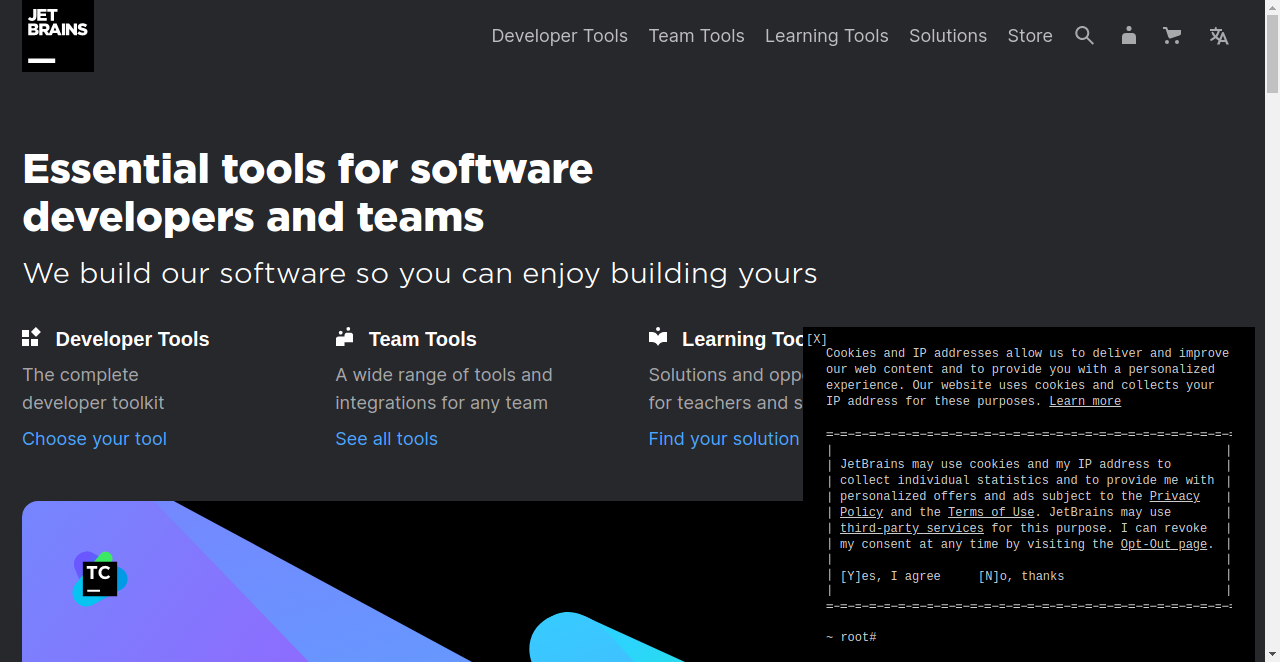 JET
BRAINS
Developer Tools Team Tools Learning Tools Solutions Store
Essential tools for software
developers and teams
We build our software so you can enjoy building yours
Developer Tools
The complete
developer toolkit
Choose your tool
Team Tools
A wide range of tools and
integrations for any team
See all tools
Learning Too
Solutions and opp
for teachers and s
Find your solution
TC
[X]
Cookies and IP addresses allow us to deliver and improve
our web content and to provide you with a personalized
experience. Our website uses cookies and collects your
IP address for these purposes. Learn more
JetBrains may use cookies and my IP address to
collect individual statistics and to provide me with
personalized offers and ads subject to the Privacy
Policy and the Terms of Use. JetBrains may use
third-party services for this purpose. I can revoke
my consent at any time by visiting the Opt-Out page.
[Y]es, I agree [N]o, thanks
~ root#